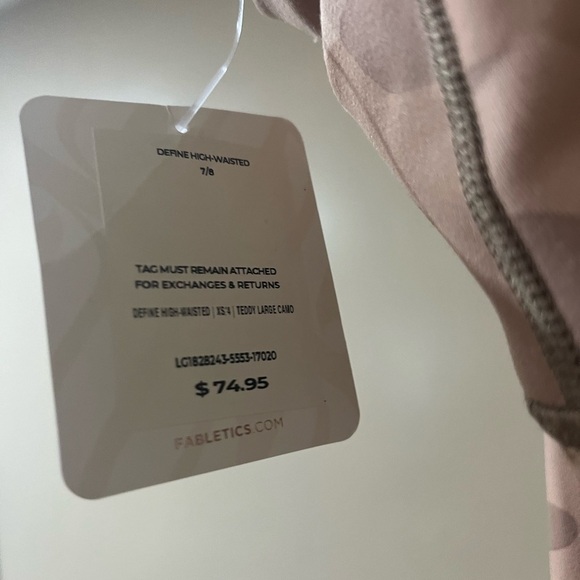 DEFINE HIGH-WAISTED
7/8
TAG MUST REMAIN ATTACHED
FOR EXCHANGES & RETURNS
DEFINE HIGH-WAISTED | XS'4 | TEDDY LARGE CAMO
LG1828243-5553-17020
$ 74.95
FABLETICS.COM